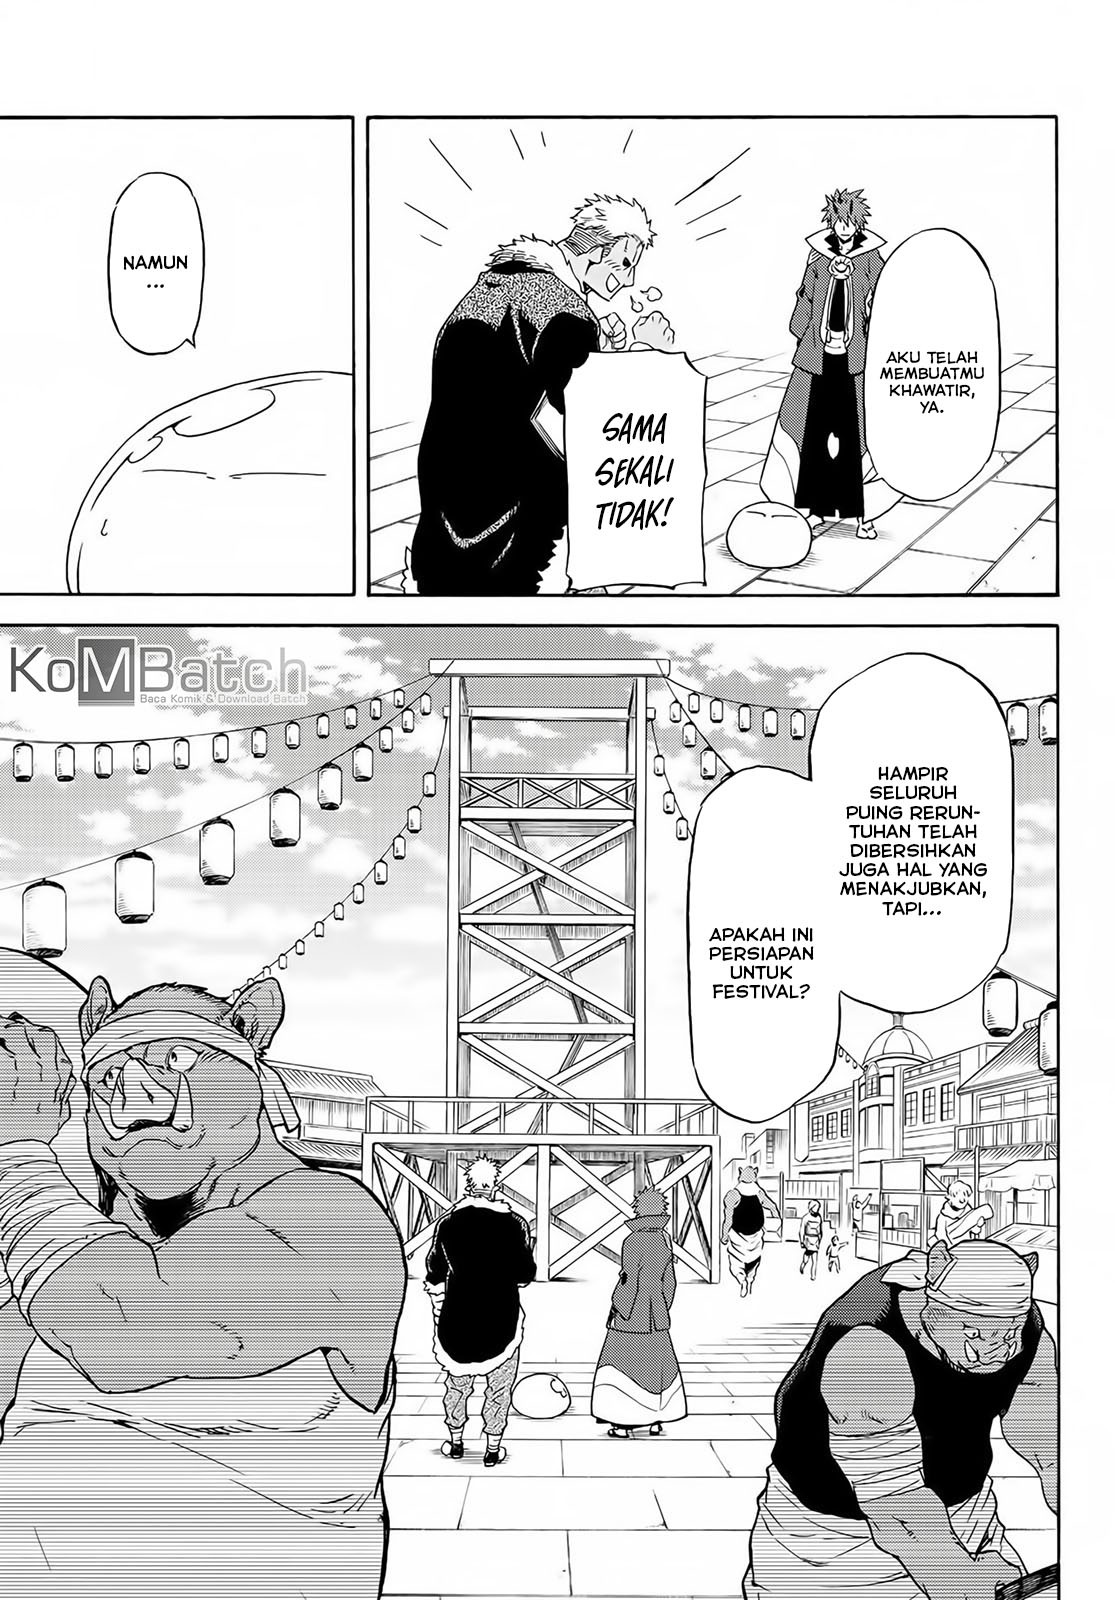 AKU TELAH
MEMBUATMU
KHAWATIR,
YA.
SAMA
SEKALI
TIDAK!
NAMUN
...
KoMBatch
Baca Komik & Download Batch
HAMPIR
SELURUH
PUING RERUN-
TUHAN TELAH
DIBERSIHKAN
JUGA HAL YANG
MENAKJUBKAN,
TAPI...
APAKAH INI
PERSIAPAN
UNTUK
FESTIVAL?